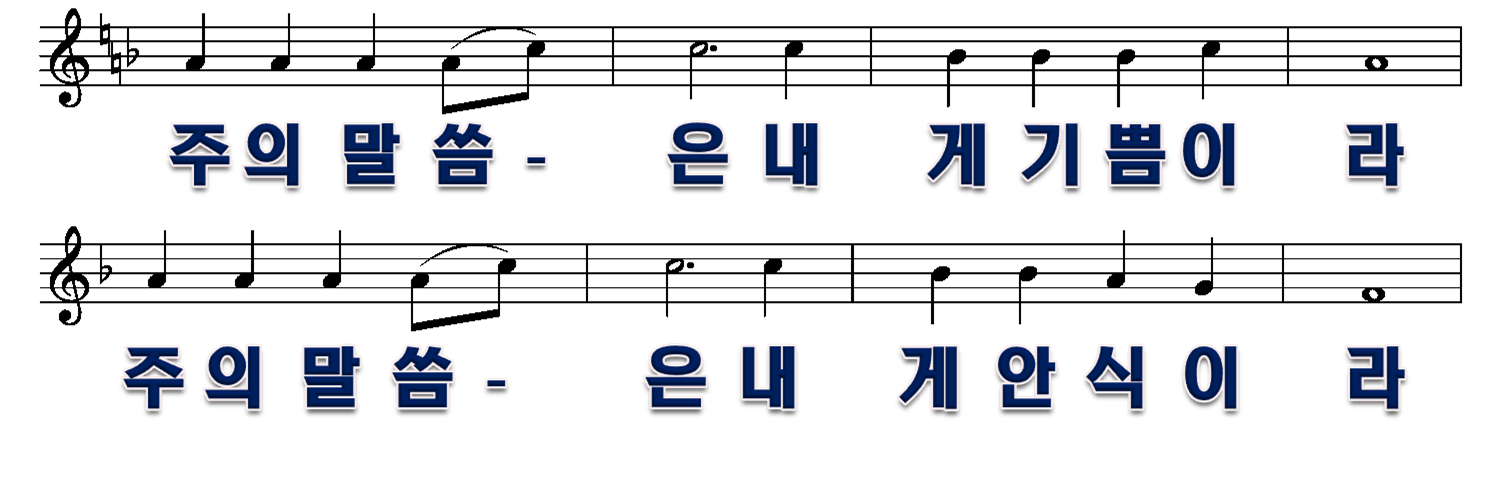 주의 말 씀 - 은 내 게 기 쁨이 라
주 의 말 씀 - 은 내 게 안 식 이 라